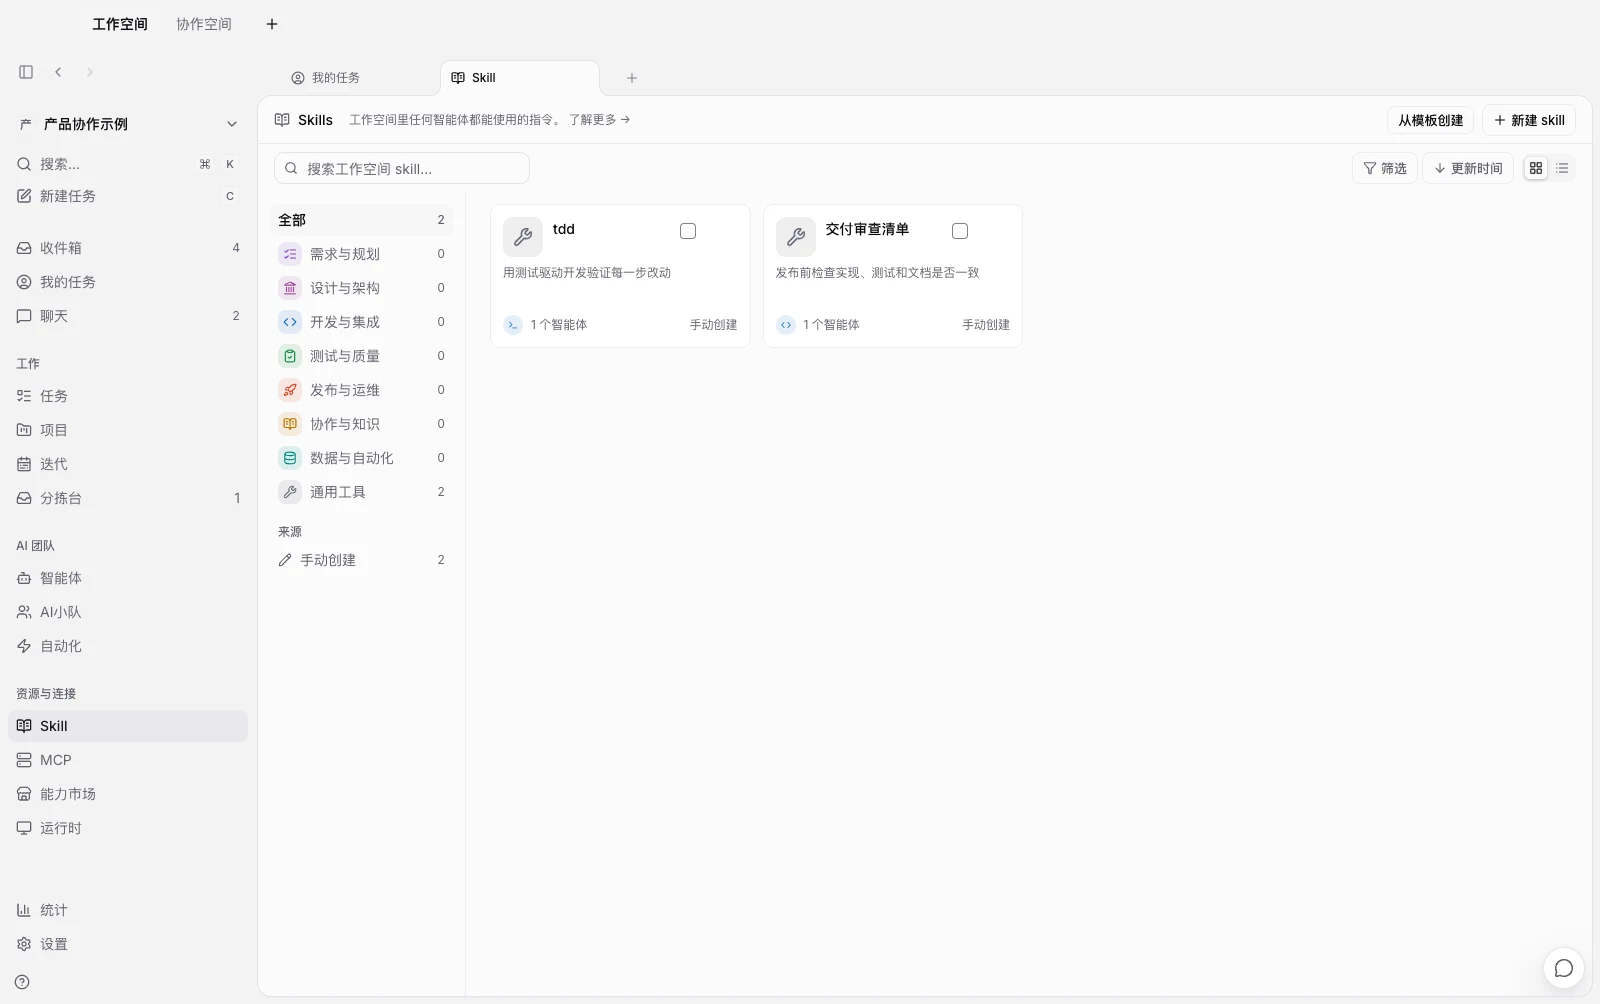 工作空间
协作空间
产品协作示例
搜索...
⌘ K
新建任务
C
收件箱
4
我的任务
聊天
2
工作
任务
项目
迭代
分拣台
1
AI 团队
智能体
AI小队
自动化
资源与连接
Skill
MCP
能力市场
运行时
统计
设置
我的任务
Skill
Skills
工作空间里任何智能体都能使用的指令。 了解更多 →
从模板创建
新建 skill
搜索工作空间 skill...
筛选
更新时间
全部
2
需求与规划
0
设计与架构
0
开发与集成
0
测试与质量
0
发布与运维
0
协作与知识
0
数据与自动化
0
通用工具
2
来源
手动创建
2
tdd
用测试驱动开发验证每一步改动
1 个智能体
手动创建
交付审查清单
发布前检查实现、测试和文档是否一致
1 个智能体
手动创建